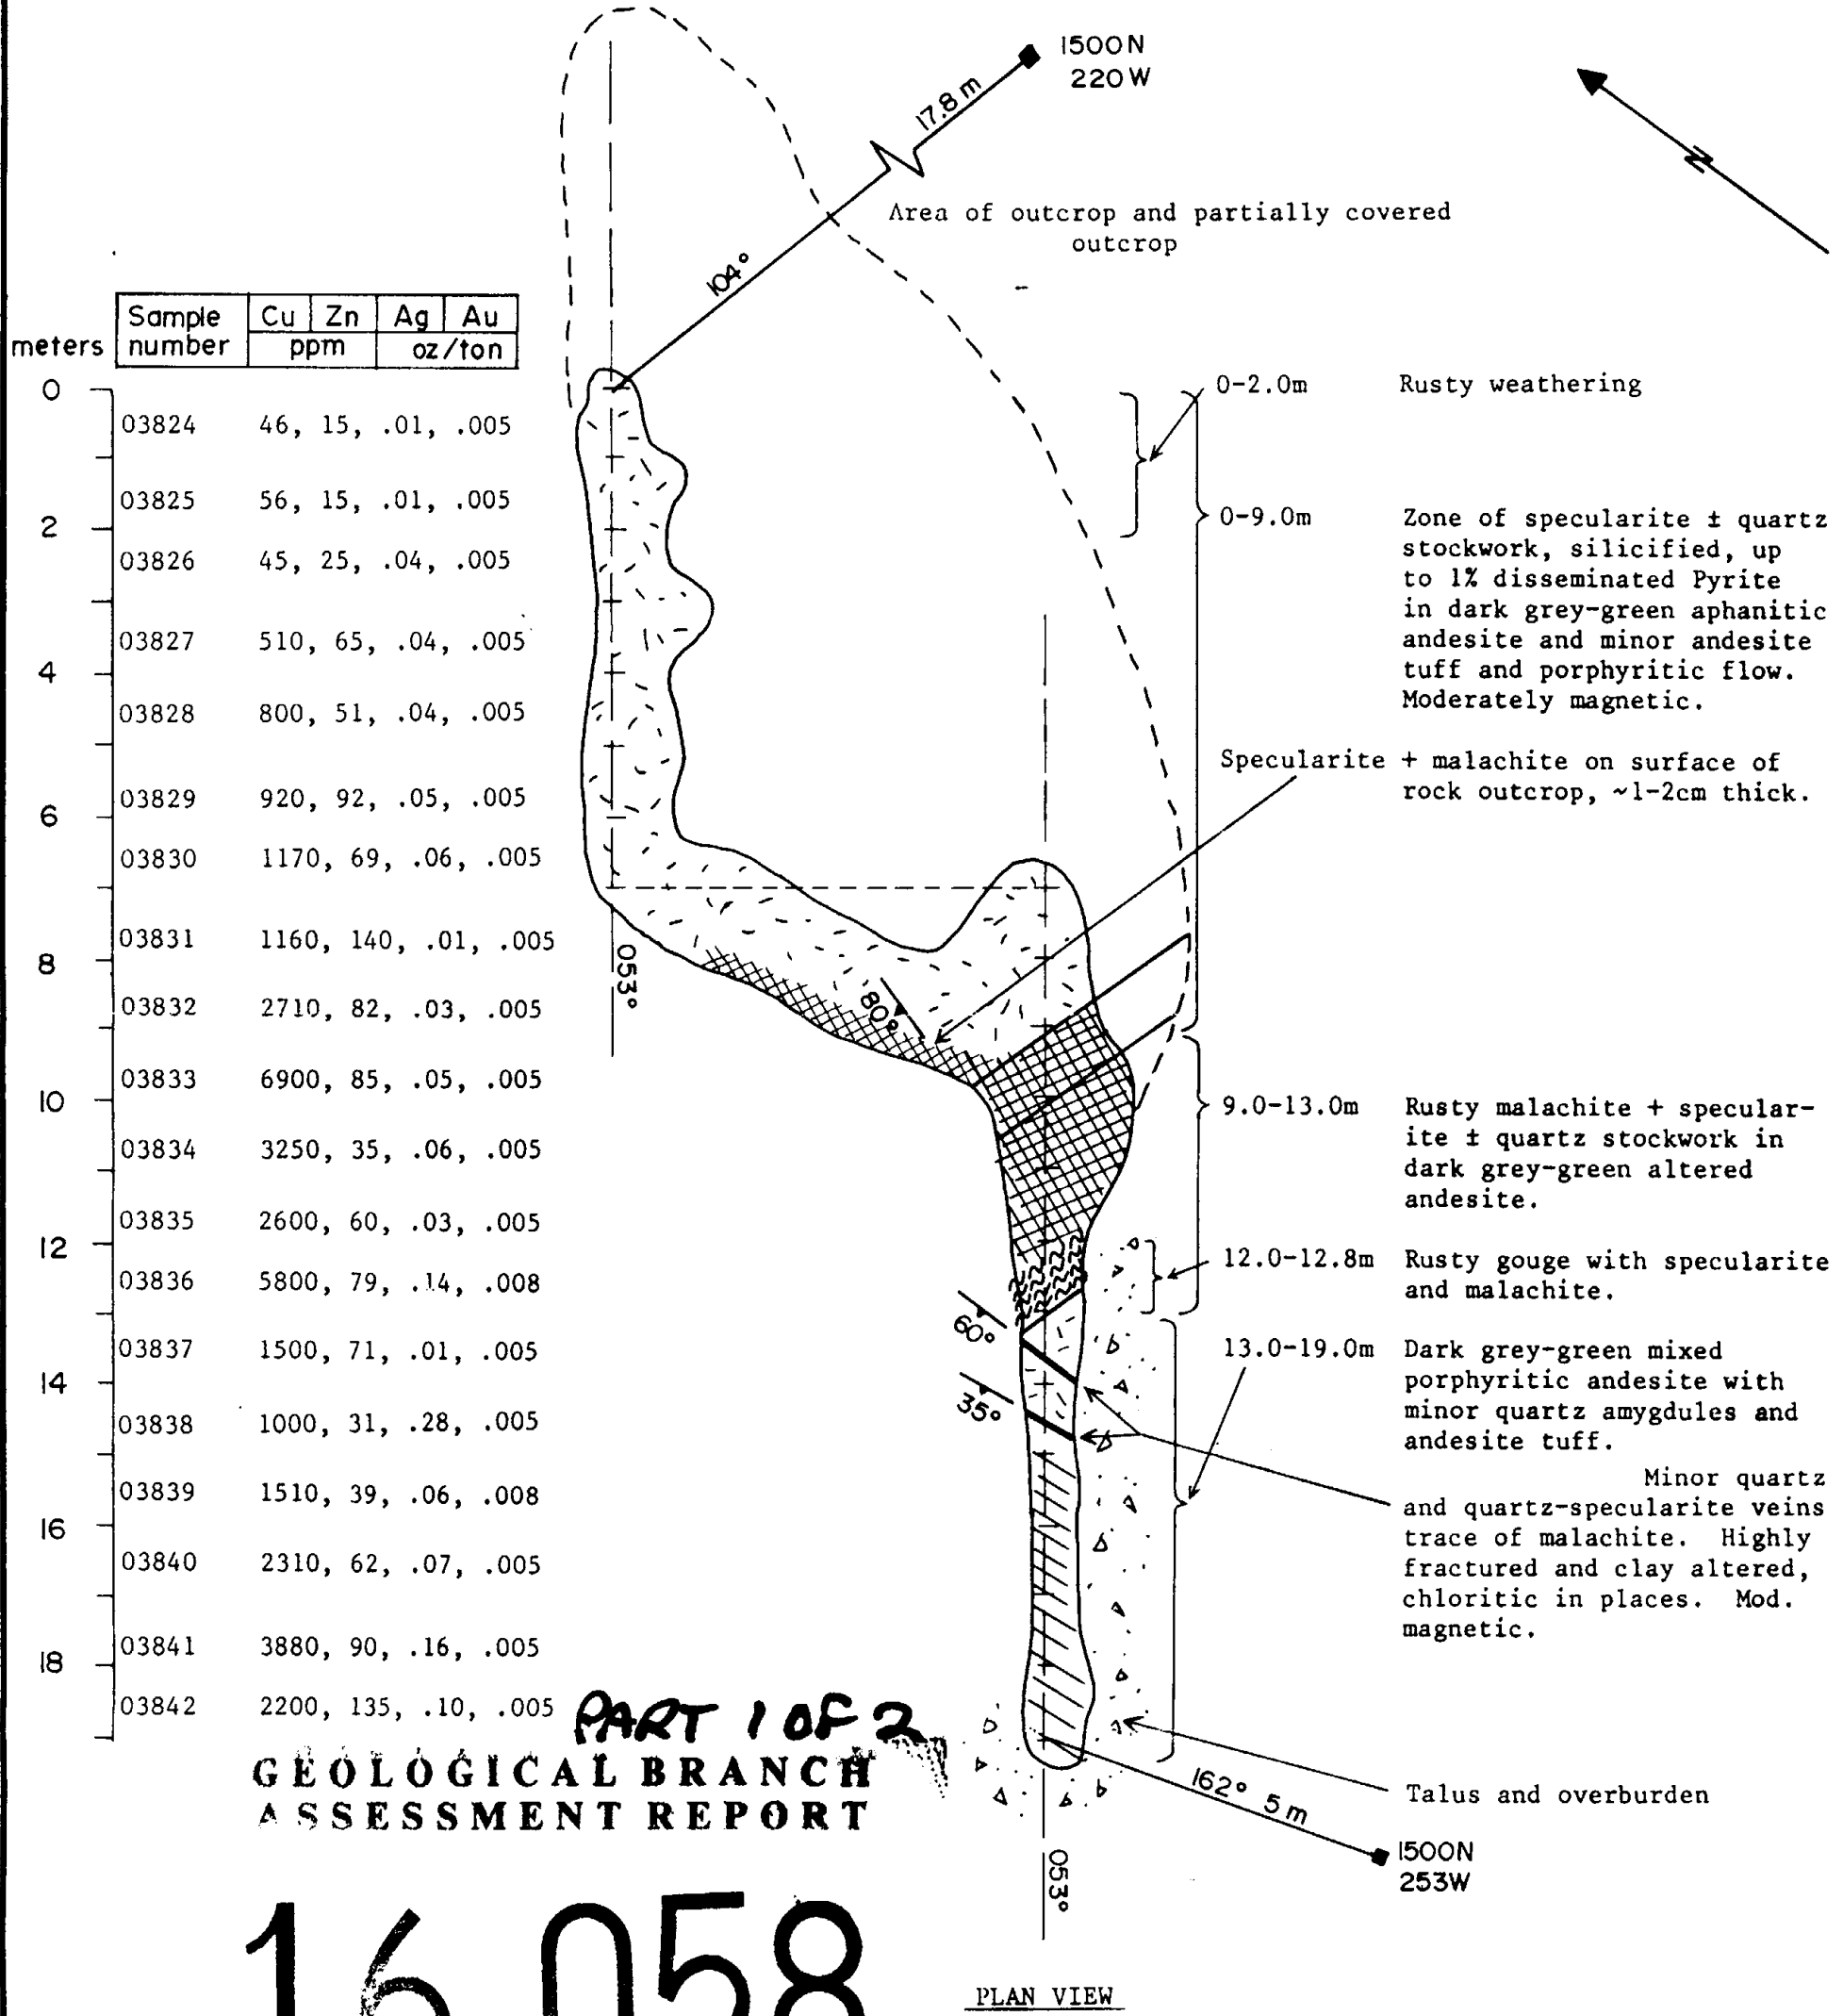 1500N
220W
17.8m
N
Area of outcrop and partially covered
outcrop
104°
Sample number | Cu | Zn | Ag | Au
ppm | oz/ton
meters
0
03824 46, 15, .01, .005
03825 56, 15, .01, .005
2
03826 45, 25, .04, .005
03827 510, 65, .04, .005
4
03828 800, 51, .04, .005
03829 920, 92, .05, .005
6
03830 1170, 69, .06, .005
03831 1160, 140, .01, .005
8
03832 2710, 82, .03, .005
03833 6900, 85, .05, .005
10
03834 3250, 35, .06, .005
03835 2600, 60, .03, .005
12
03836 5800, 79, .14, .008
03837 1500, 71, .01, .005
14
03838 1000, 31, .28, .005
03839 1510, 39, .06, .008
16
03840 2310, 62, .07, .005
03841 3880, 90, .16, .005
18
03842 2200, 135, .10, .005
053°
80°
60°
35°
053°
0-2.0m Rusty weathering
0-9.0m Zone of specularite ± quartz
stockwork, silicified, up
to 1% disseminated Pyrite
in dark grey-green aphanitic
andesite and minor andesite
tuff and porphyritic flow.
Moderately magnetic.
Specularite + malachite on surface of
rock outcrop, ~1-2cm thick.
9.0-13.0m Rusty malachite + specular-
ite ± quartz stockwork in
dark grey-green altered
andesite.
12.0-12.8m Rusty gouge with specularite
and malachite.
13.0-19.0m Dark grey-green mixed
porphyritic andesite with
minor quartz amygdules and
andesite tuff.
Minor quartz
and quartz-specularite veins
trace of malachite. Highly
fractured and clay altered,
chloritic in places. Mod.
magnetic.
Talus and overburden
162° 5m
1500N
253W
PART 1 OF 2
GEOLOGICAL BRANCH
ASSESSMENT REPORT
16,058
PLAN VIEW